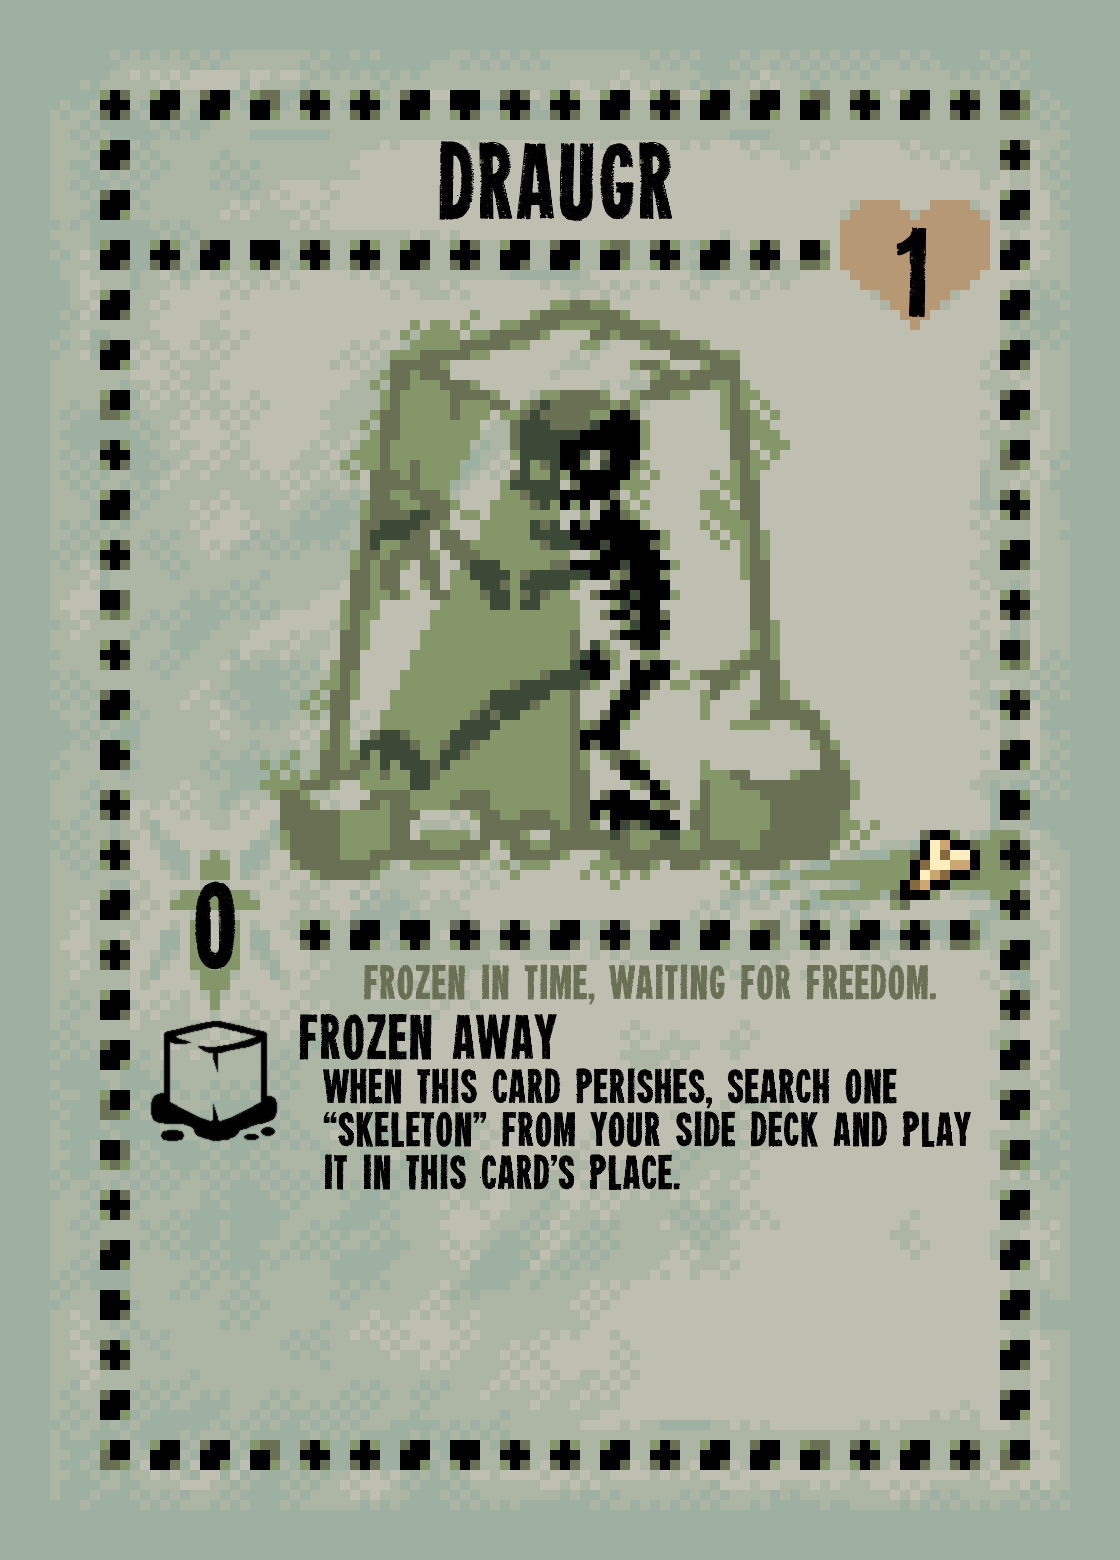 DRAUGR
1
0
FROZEN IN TIME, WAITING FOR FREEDOM.
FROZEN AWAY
WHEN THIS CARD PERISHES, SEARCH ONE
“SKELETON” FROM YOUR SIDE DECK AND PLAY
IT IN THIS CARD’S PLACE.